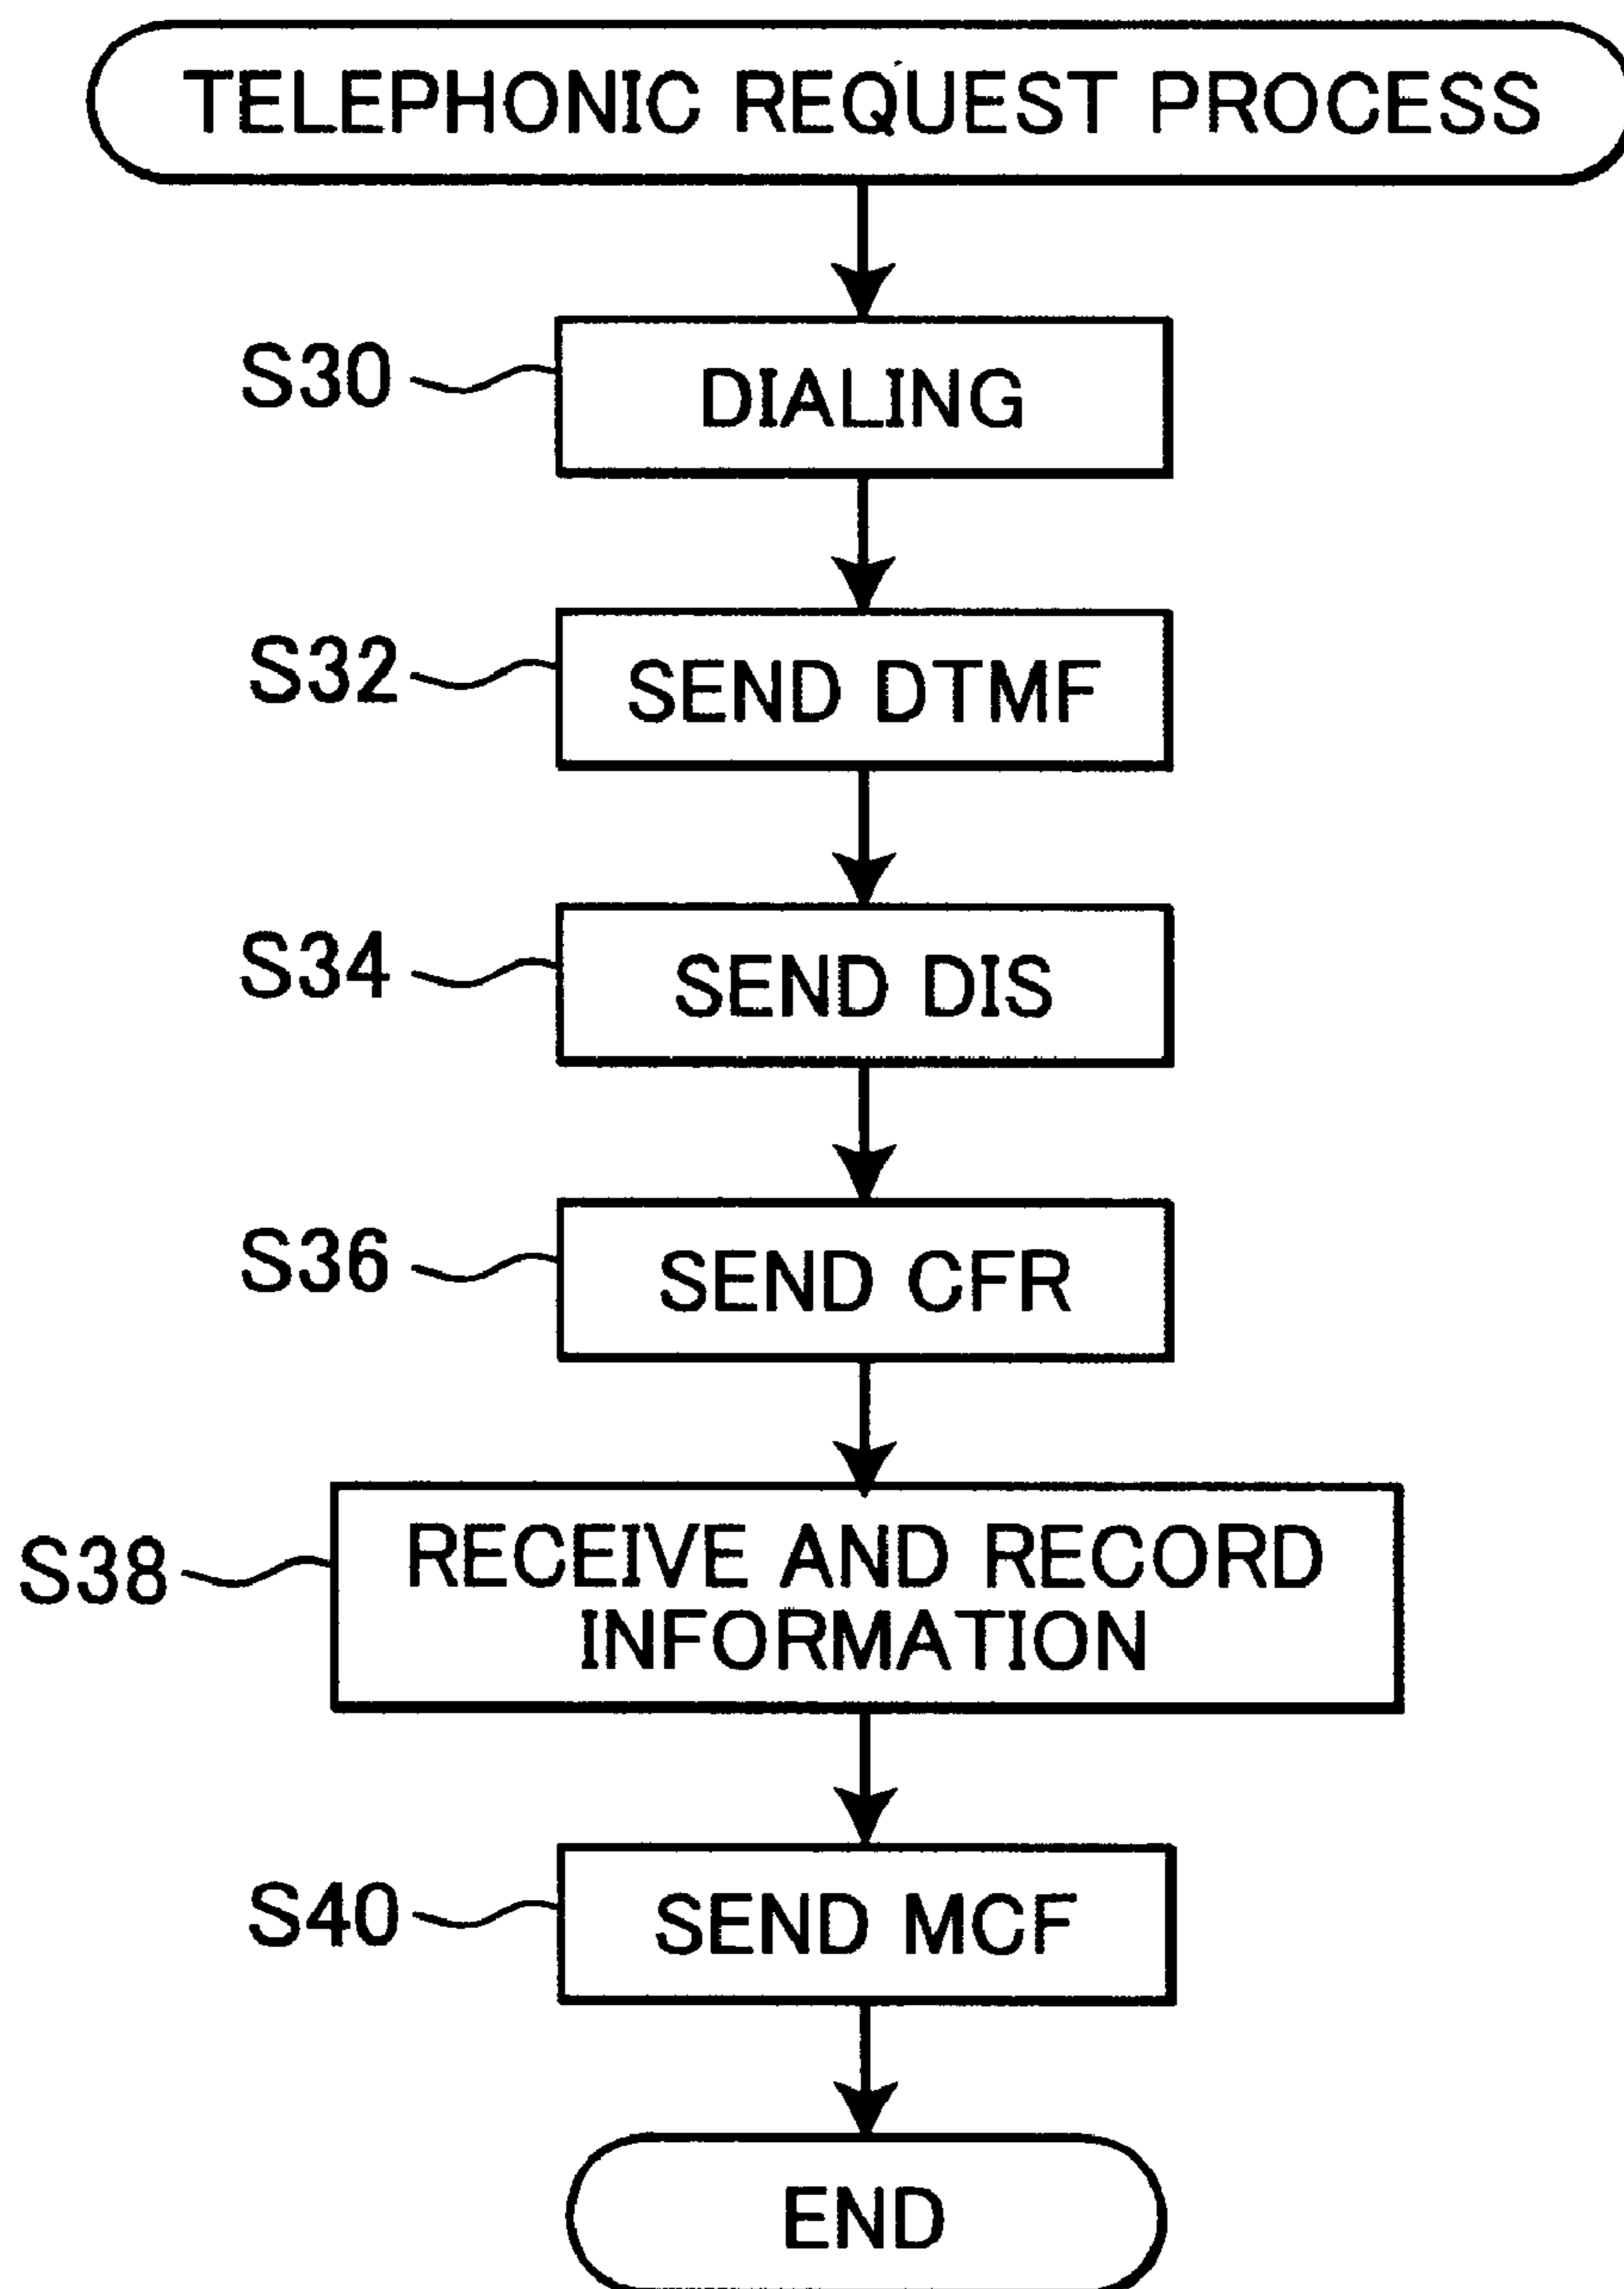 TELEPHONIC REQUEST PROCESS
S30
DIALING
S32
SEND DTMF
S34
SEND DIS
S36
SEND CFR
S38
RECEIVE AND RECORD
INFORMATION
S40
SEND MCF
END